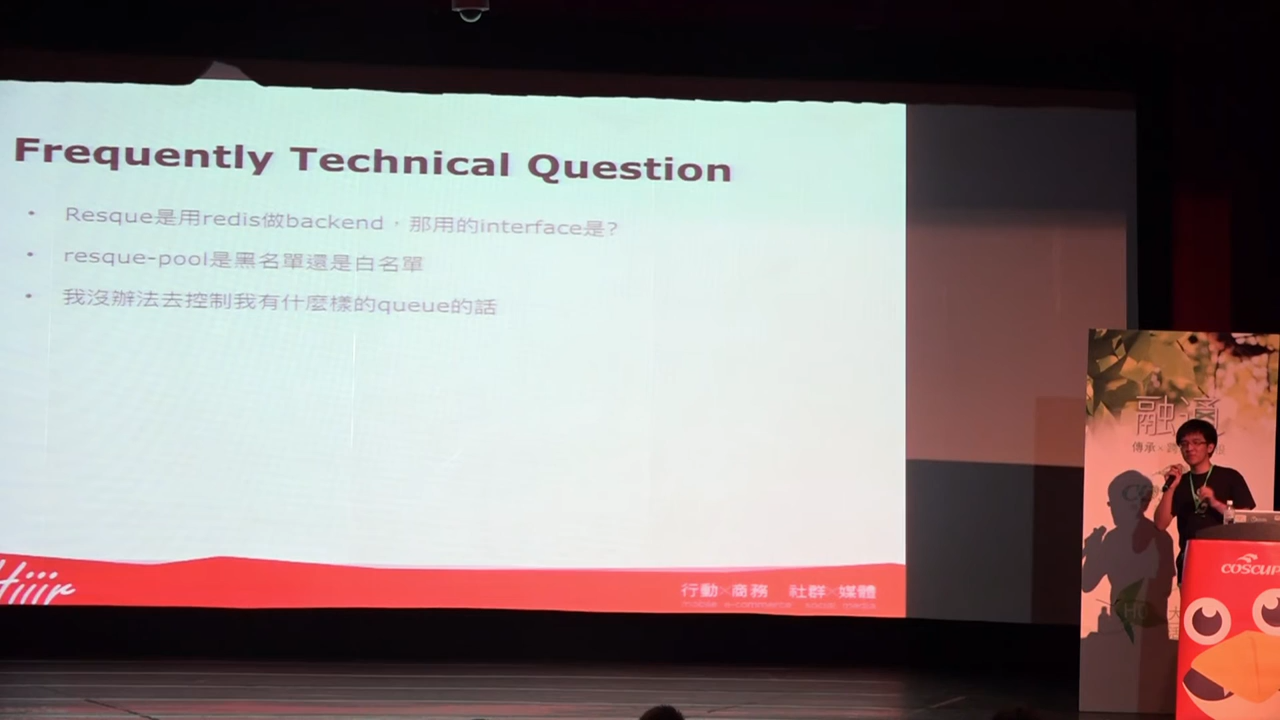 Frequently Technical Question
Resque是用redis做backend，那用的interface是?
resque-pool是黑名單還是白名單
我沒辦法去控制我有什麼樣的queue的話
Hiiir
行動×商務 社群×媒體
mobile e-commerce social media
融通
傳承×跨
COSCUP